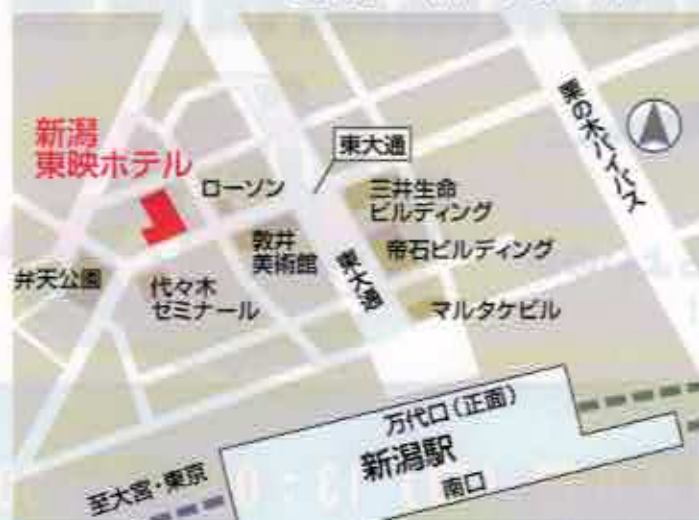 新潟
東映ホテル
ローソン
東大通
三井生命
ビルディング
栗の木バイパス
敦井
美術館
帝石ビルディング
東大通
弁天公園
代々木
ゼミナール
マルタケビル
万代口(正面)
新潟駅
南口
至大宮・東京